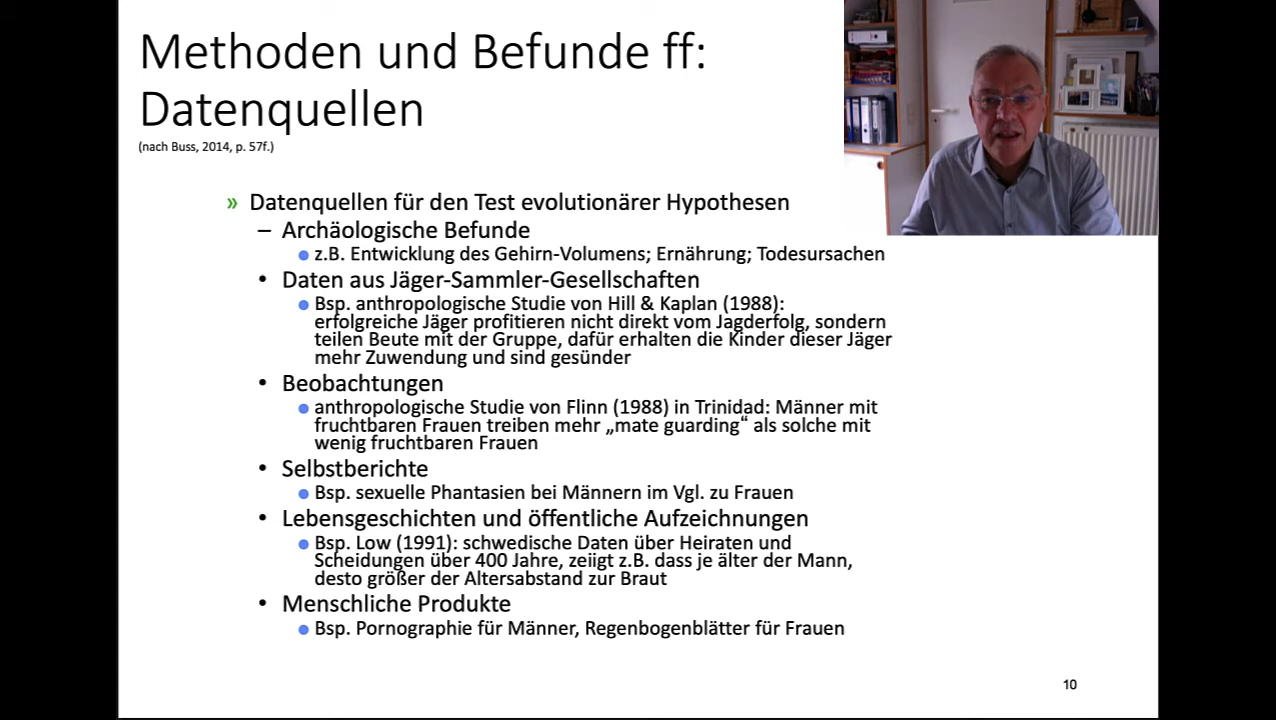 Methoden und Befunde ff:
Datenquellen
(nach Buss, 2014, p. 57f.)
» Datenquellen für den Test evolutionärer Hypothesen
– Archäologische Befunde
● z.B. Entwicklung des Gehirn-Volumens; Ernährung; Todesursachen
• Daten aus Jäger-Sammler-Gesellschaften
● Bsp. anthropologische Studie von Hill & Kaplan (1988):
erfolgreiche Jäger profitieren nicht direkt vom Jagderfolg, sondern
teilen Beute mit der Gruppe, dafür erhalten die Kinder dieser Jäger
mehr Zuwendung und sind gesünder
• Beobachtungen
● anthropologische Studie von Flinn (1988) in Trinidad: Männer mit
fruchtbaren Frauen treiben mehr „mate guarding“ als solche mit
wenig fruchtbaren Frauen
• Selbstberichte
● Bsp. sexuelle Phantasien bei Männern im Vgl. zu Frauen
• Lebensgeschichten und öffentliche Aufzeichnungen
● Bsp. Low (1991): schwedische Daten über Heiraten und
Scheidungen über 400 Jahre, zeiigt z.B. dass je älter der Mann,
desto größer der Altersabstand zur Braut
• Menschliche Produkte
● Bsp. Pornographie für Männer, Regenbogenblätter für Frauen
10